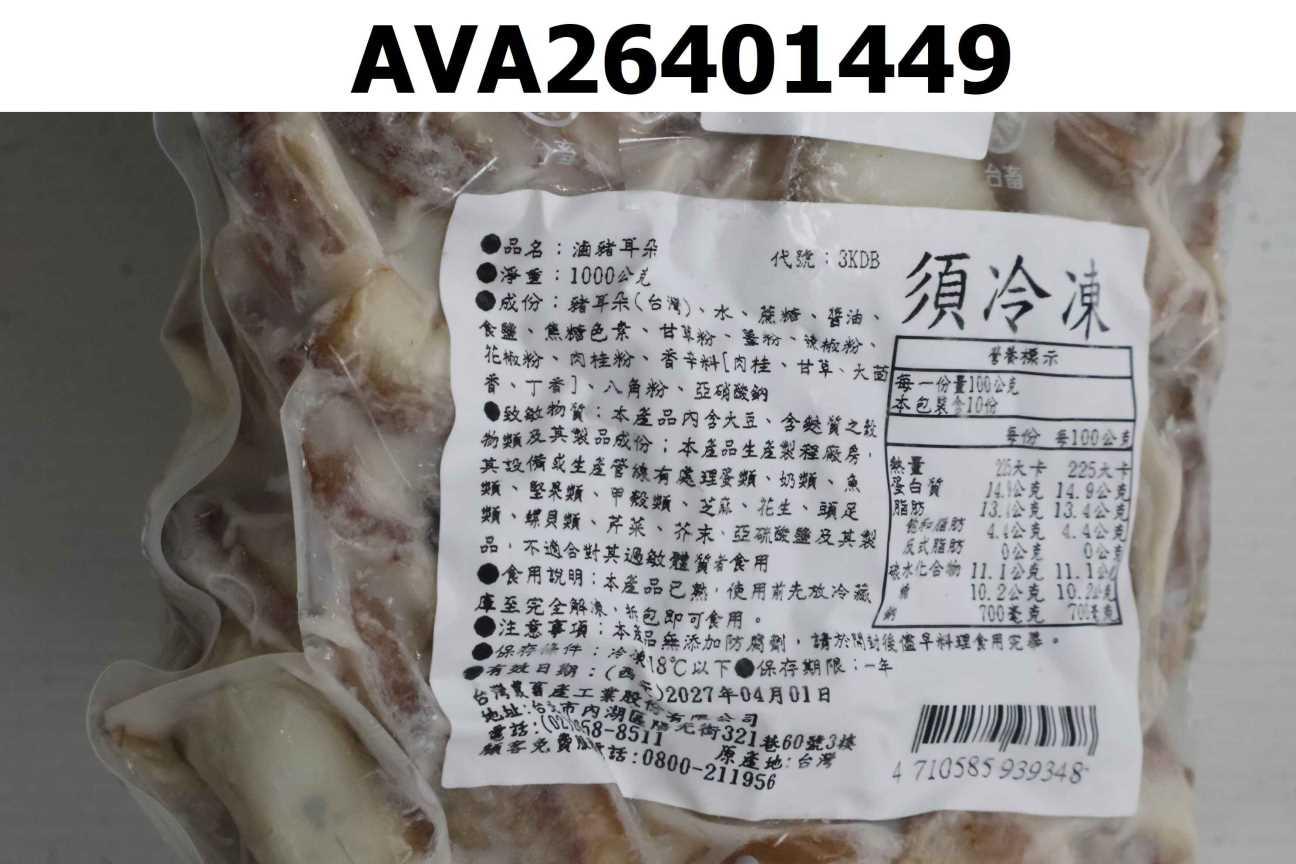 AVA26401449
台畜
●品名：滷豬耳朵
代號：3KDB
●淨重：1000公克
須冷凍
●成份：豬耳朵(台灣)、水、蔗糖、醬油、
食鹽、焦糖色素、甘草粉、薑粉、辣椒粉、
花椒粉、肉桂粉、香辛料[肉桂、甘草、大茴
香、丁香]、八角粉、亞硝酸鈉
●致敏物質：本產品內含大豆、含麩質之穀
物類及其製品成份；本產品生產製程廠房，
其設備或生產管線有處理蛋類、奶類、魚
類、堅果類、甲殼類、芝麻、花生、頭足
類、螺貝類、芹菜、芥末、亞硫酸鹽及其製
品，不適合對其過敏體質者食用
●食用說明：本產品已熟，使用前先放冷藏
庫至完全解凍，拆包即可食用。
●注意事項：本產品無添加防腐劑，請於開封後儘早料理食用完畢。
●保存條件：冷凍18℃以下●保存期限：一年
●有效日期：(西元)2027年04月01日
台灣農畜產工業股份有限公司
地址:台北市內湖區陽光街321巷60號3樓
電話:(02)658-8511
原產地:台灣
顧客免費服務電話:0800-211956
營養標示
每一份量100公克
本包裝含10份
每份 每100公克
熱量 225大卡 225大卡
蛋白質 14.9公克 14.9公克
脂肪 13.4公克 13.4公克
飽和脂肪 4.4公克 4.4公克
反式脂肪 0公克 0公克
碳水化合物 11.1公克 11.1公克
糖 10.2公克 10.2公克
鈉 700毫克 700毫克
4 710585 939348